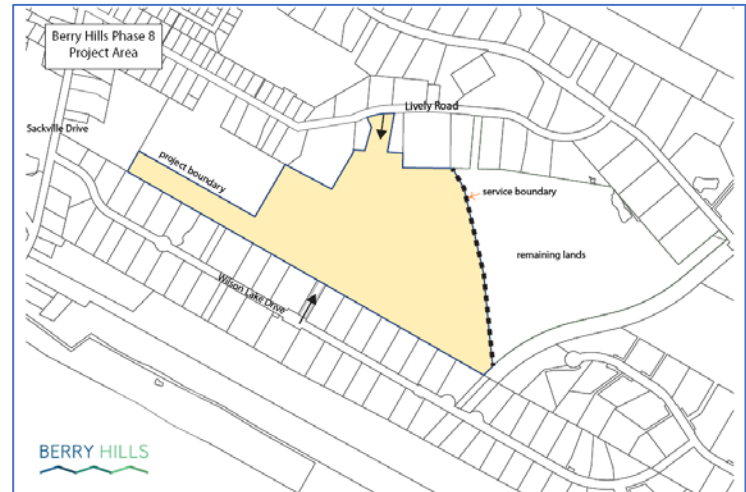 Berry Hills Phase 8
Project Area
Lively Road
Sackville Drive
project boundary
service boundary
remaining lands
Wilson Lake Drive
BERRY HILLS